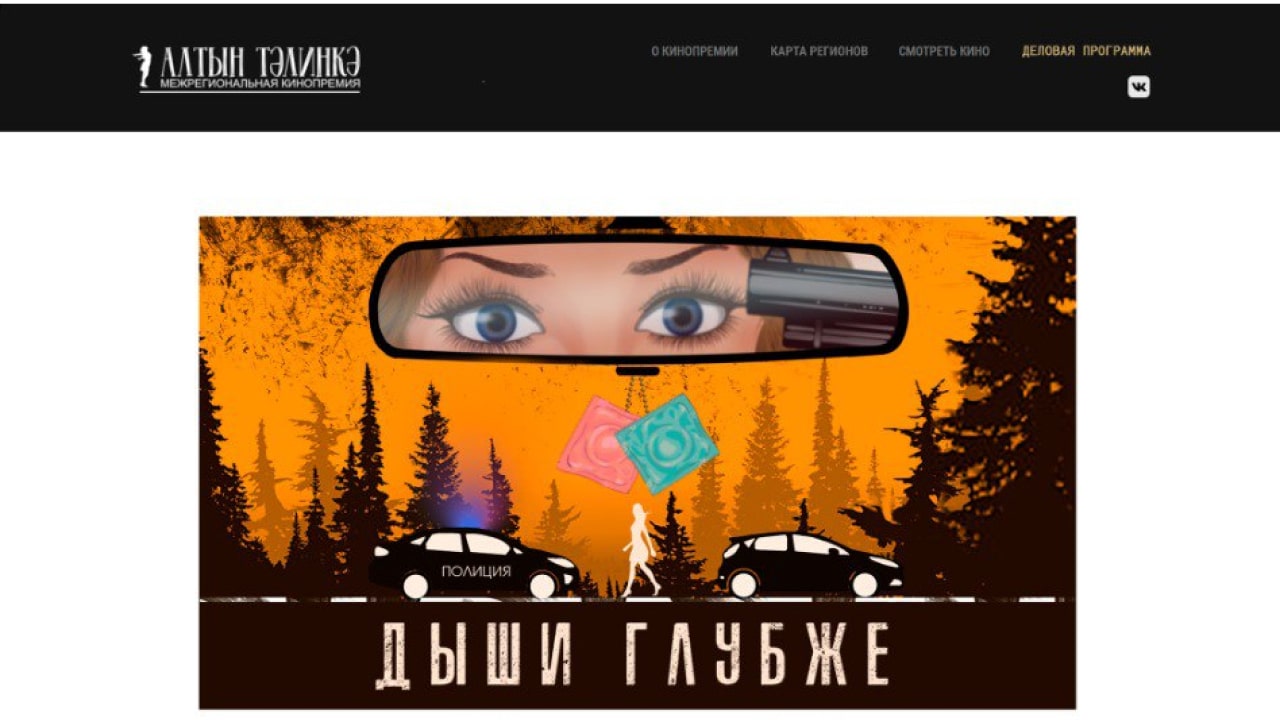 АЛТЫН ТӘЛИНКӘ
МЕЖРЕГИОНАЛЬНАЯ КИНОПРЕМИЯ
О КИНОПРЕМИИ КАРТА РЕГИОНОВ СМОТРЕТЬ КИНО ДЕЛОВАЯ ПРОГРАММА
ПОЛИЦИЯ
ДЫШИ ГЛУБЖЕ